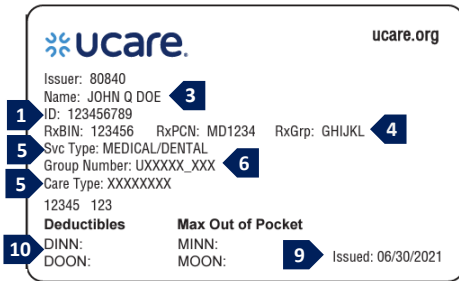 ucare. ucare.org
Issuer: 80840
Name: JOHN Q DOE 3
1 ID: 123456789
RxBIN: 123456 RxPCN: MD1234 RxGrp: GHIJKL 4
5 Svc Type: MEDICAL/DENTAL
Group Number: UXXXXX_XXX 6
5 Care Type: XXXXXXXX
12345 123
Deductibles Max Out of Pocket
10 DINN: MINN:
DOON: MOON: 9 Issued: 06/30/2021